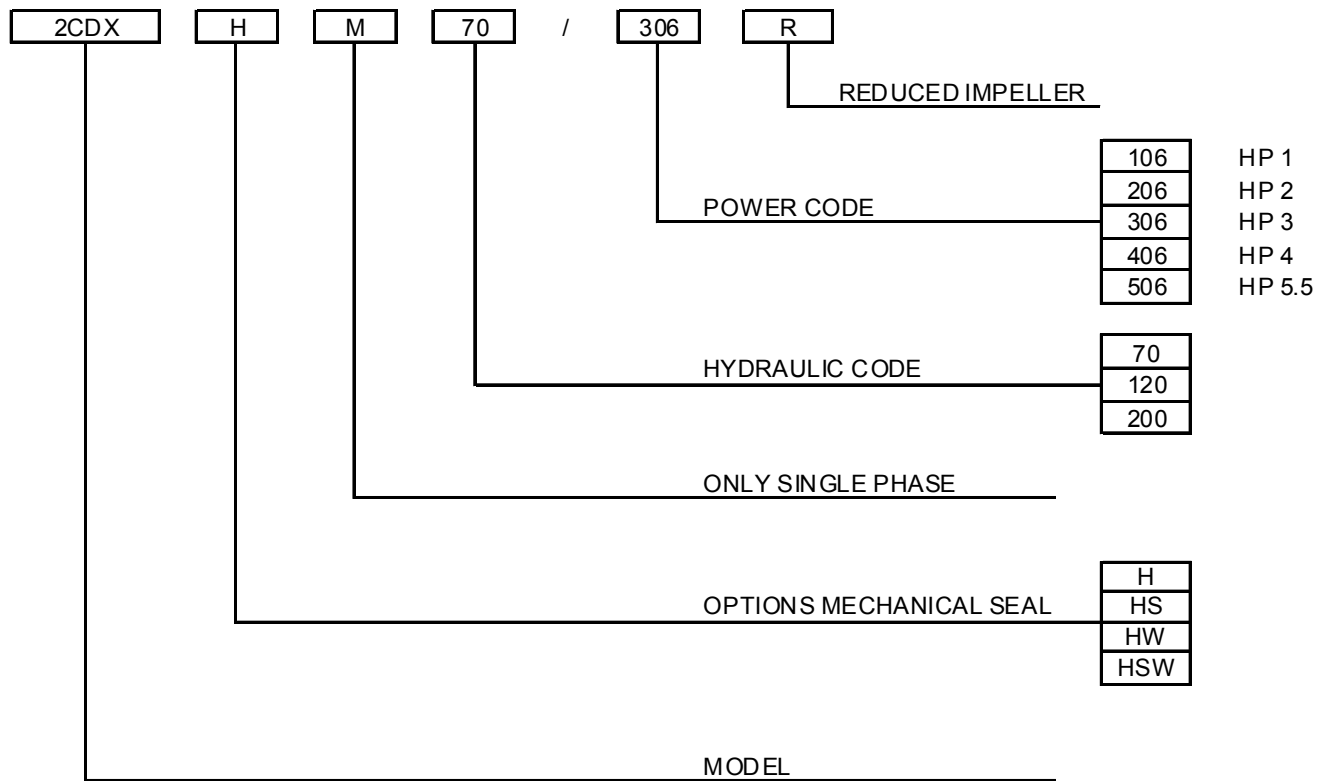 2CDX H M 70 / 306 R
REDUCED IMPELLER
106 HP 1
206 HP 2
POWER CODE
306 HP 3
406 HP 4
506 HP 5.5
70
HYDRAULIC CODE
120
200
ONLY SINGLE PHASE
H
OPTIONS MECHANICAL SEAL HS
HW
HSW
MODEL